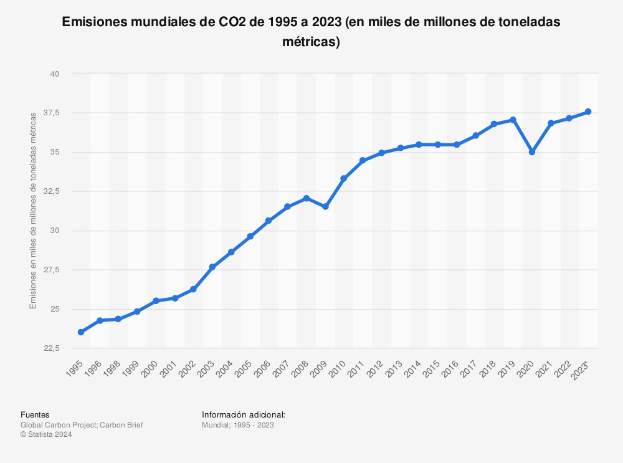 Emisiones mundiales de CO2 de 1995 a 2023 (en miles de millones de toneladas
métricas)
Emisiones en miles de millones de toneladas métricas
40
37,5
35
32,5
30
27,5
25
22,5
1995 1996 1998 1999 2000 2001 2002 2003 2004 2005 2006 2007 2008 2009 2010 2011 2012 2013 2014 2015 2016 2017 2018 2019 2020 2021 2022 2023*
Fuentes
Global Carbon Project; Carbon Brief
© Statista 2024
Información adicional:
Mundial; 1995 - 2023